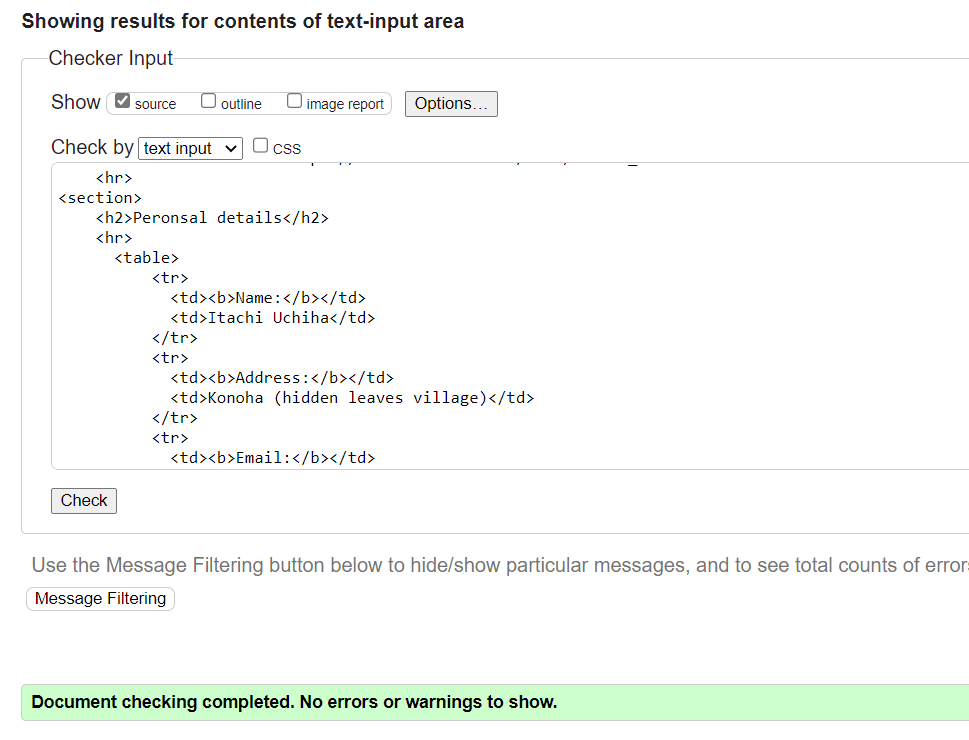 Showing results for contents of text-input area
Checker Input
Show source outline image report Options...
Check by text input CSS
<hr>
<section>
<h2>Peronsal details</h2>
<hr>
<table>
<tr>
<td><b>Name:</b></td>
<td>Itachi Uchiha</td>
</tr>
<tr>
<td><b>Address:</b></td>
<td>Konoha (hidden leaves village)</td>
</tr>
<tr>
<td><b>Email:</b></td>
Check
Use the Message Filtering button below to hide/show particular messages, and to see total counts of error
Message Filtering
Document checking completed. No errors or warnings to show.